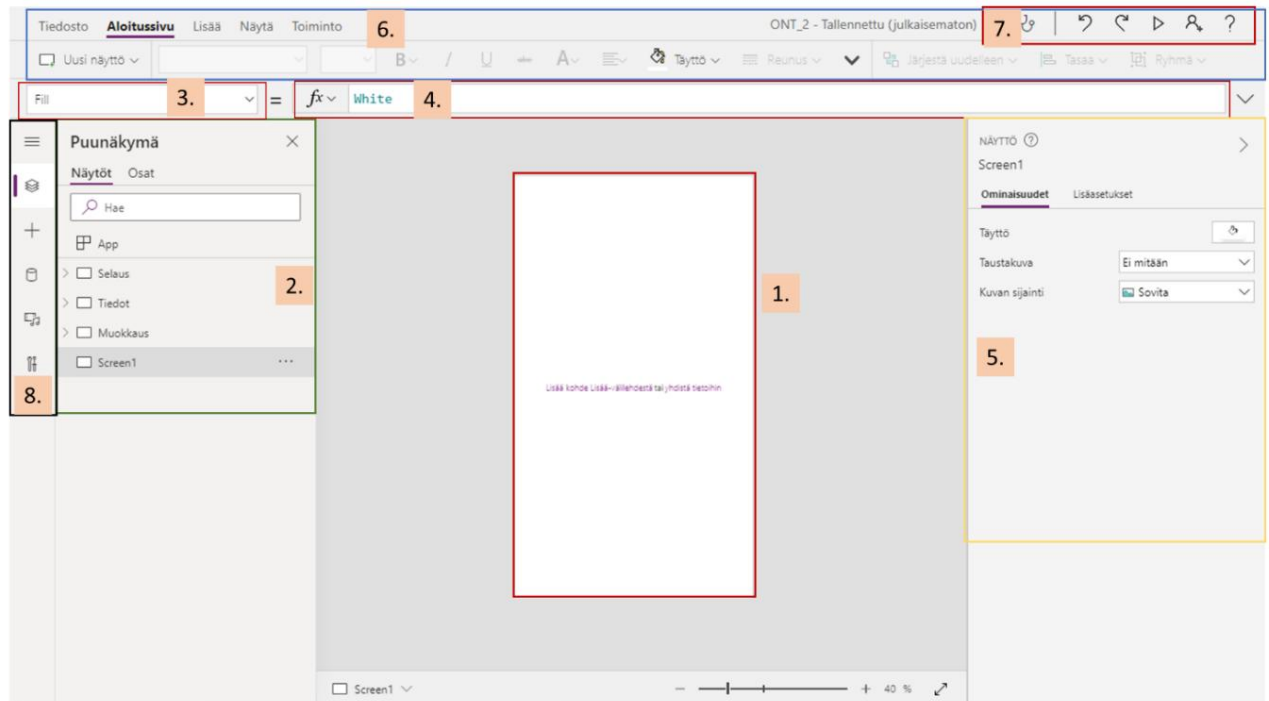 Tiedosto Aloitussivu Lisää Näytä Toiminto 6. ONT_2 - Tallennettu (julkaisematon) 7. ?
Uusi näyttö B / U A Täyttö Reunus Järjestä uudelleen Tasaa Ryhmä
Fill 3. = fx White 4.
Puunäkymä
Näytöt Osat
Hae
App
Selaus
Tiedot
Muokkaus
Screen1 ...
2.
8.
1.
Lisää kohde Lisää-välilehdestä tai yhdistä tietoihin
NÄYTTÖ ?
Screen1
Ominaisuudet Lisäasetukset
Täyttö
Taustakuva Ei mitään
Kuvan sijainti Sovita
5.
Screen1 − + 40 %